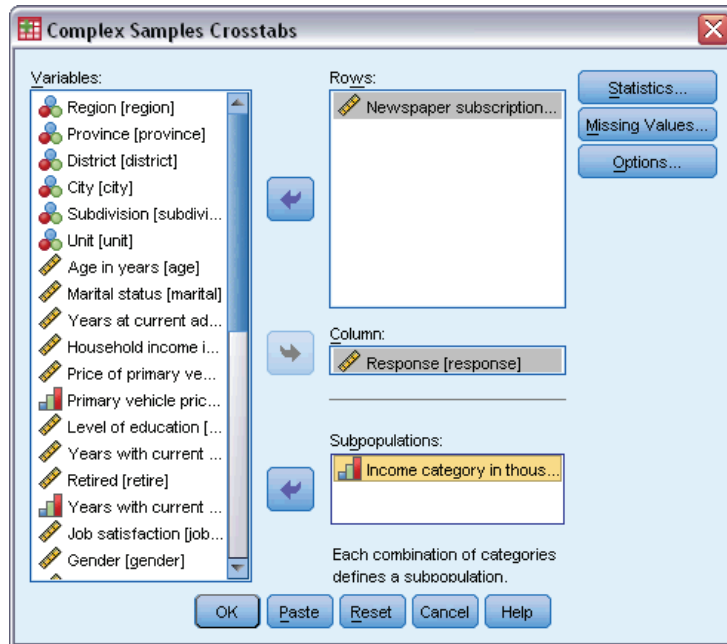 Complex Samples Crosstabs
Variables:
Region [region]
Province [province]
District [district]
City [city]
Subdivision [subdivi...
Unit [unit]
Age in years [age]
Marital status [marital]
Years at current ad...
Household income i...
Price of primary ve...
Primary vehicle pric...
Level of education [...
Years with current ...
Retired [retire]
Years with current ...
Job satisfaction [job...
Gender [gender]
Rows:
Newspaper subscription...
Column:
Response [response]
Subpopulations:
Income category in thous...
Each combination of categories
defines a subpopulation.
Statistics...
Missing Values...
Options...
OK
Paste
Reset
Cancel
Help